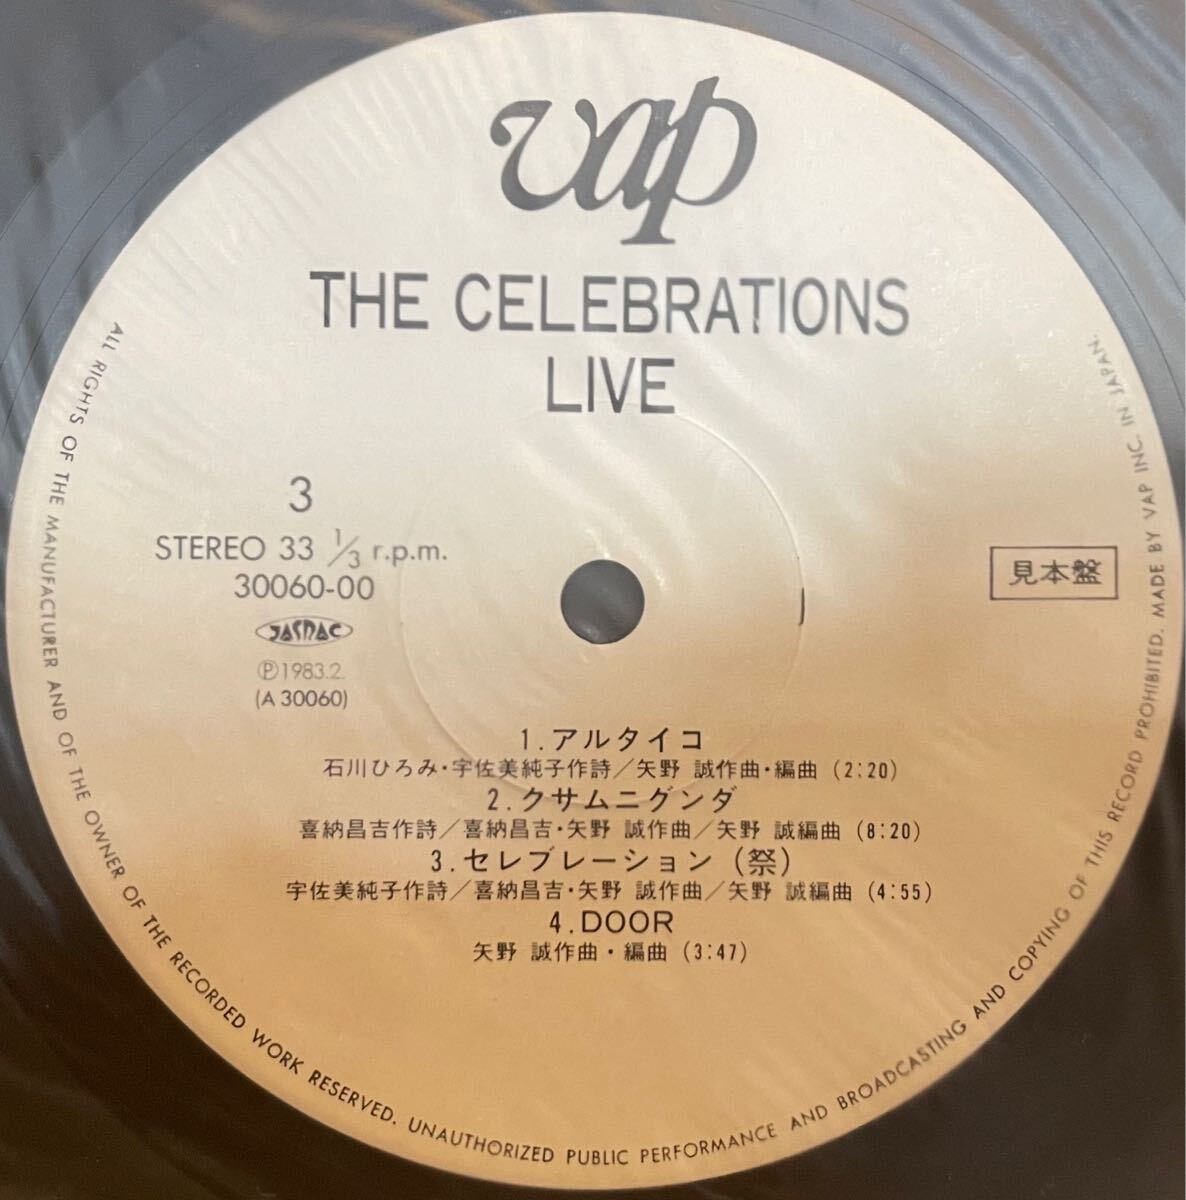 vap
THE CELEBRATIONS
LIVE
3
STEREO 33 1/3 r.p.m.
30060-00
JASRAC
Ⓟ1983.2.
(A 30060)
見本盤
1.アルタイコ
石川ひろみ・宇佐美純子作詩／矢野 誠作曲・編曲 (2:20)
2.クサムニグンダ
喜納昌吉作詩／喜納昌吉・矢野 誠作曲／矢野 誠編曲 (8:20)
3.セレブレーション（祭）
宇佐美純子作詩／喜納昌吉・矢野 誠作曲／矢野 誠編曲 (4:55)
4.DOOR
矢野 誠作曲・編曲 (3:47)
ALL RIGHTS OF THE MANUFACTURER AND OF THE OWNER OF THE RECORDED WORK RESERVED. UNAUTHORIZED PUBLIC PERFORMANCE AND BROADCASTING AND COPYING OF THIS RECORD PROHIBITED. MADE BY VAP INC. IN JAPAN.